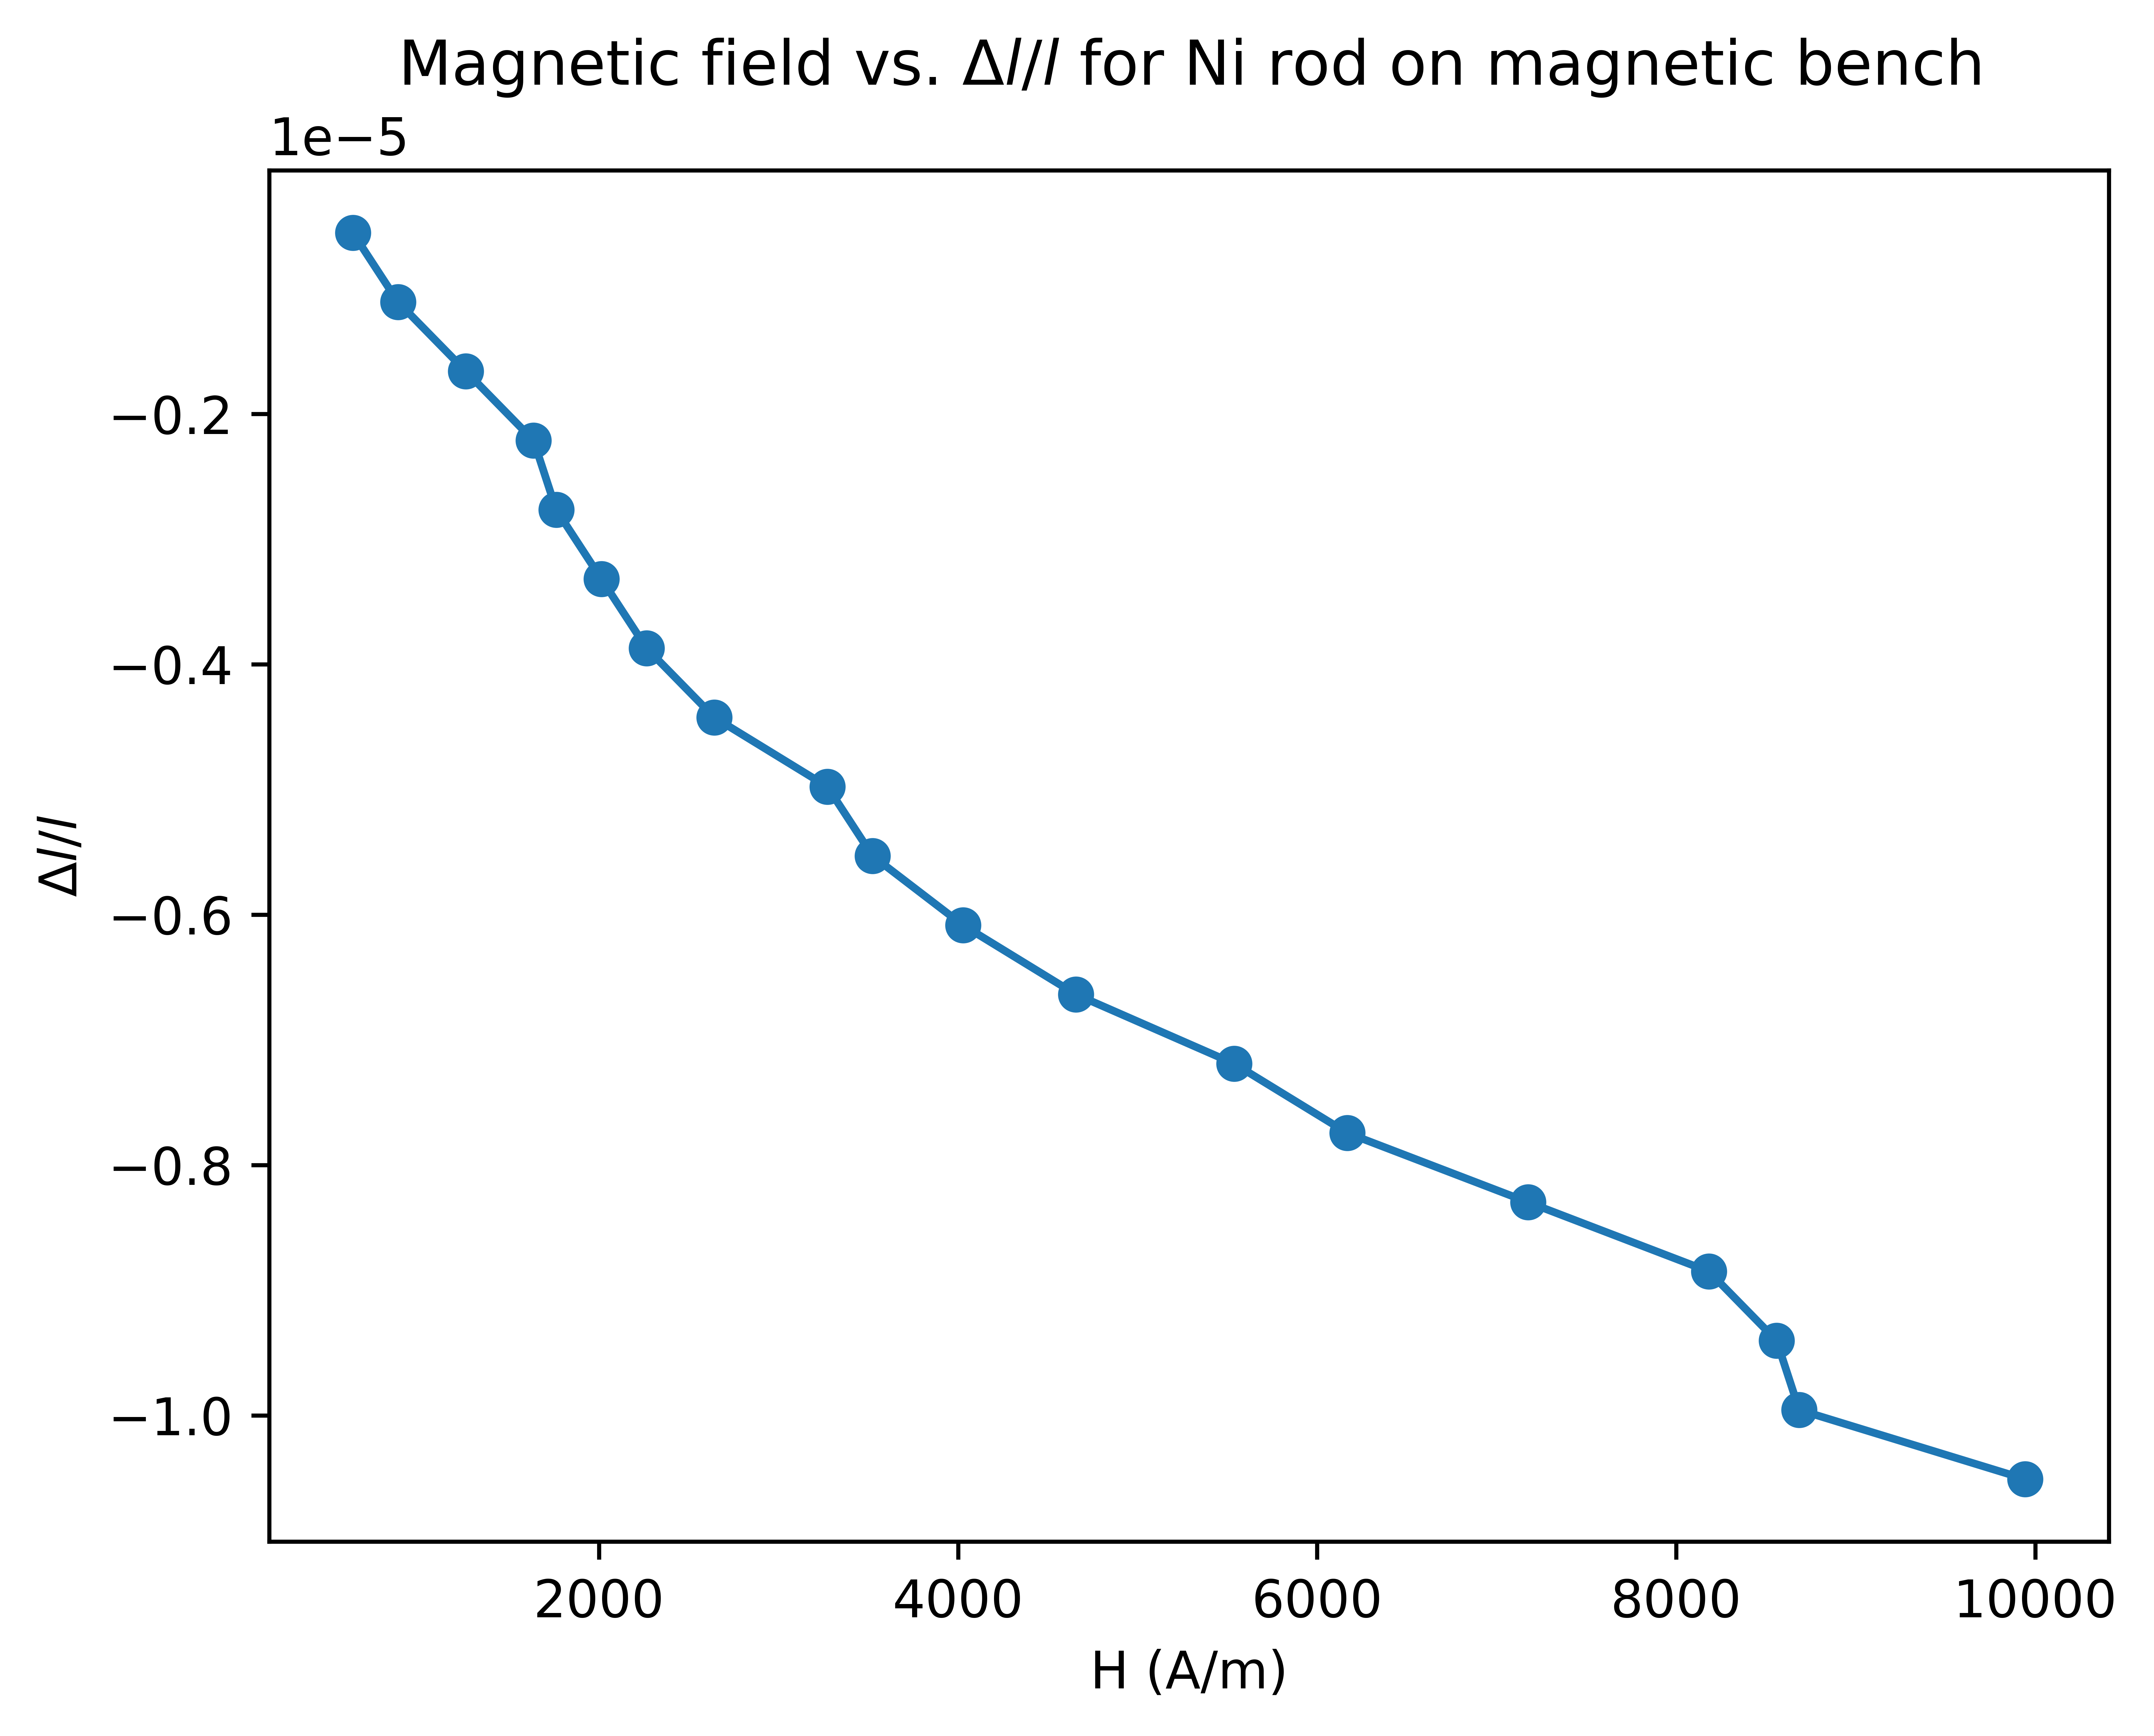 Magnetic field vs. Δl/l for Ni rod on magnetic bench
1e−5
−0.2
−0.4
−0.6
−0.8
−1.0
Δl/l
2000 4000 6000 8000 10000
H (A/m)